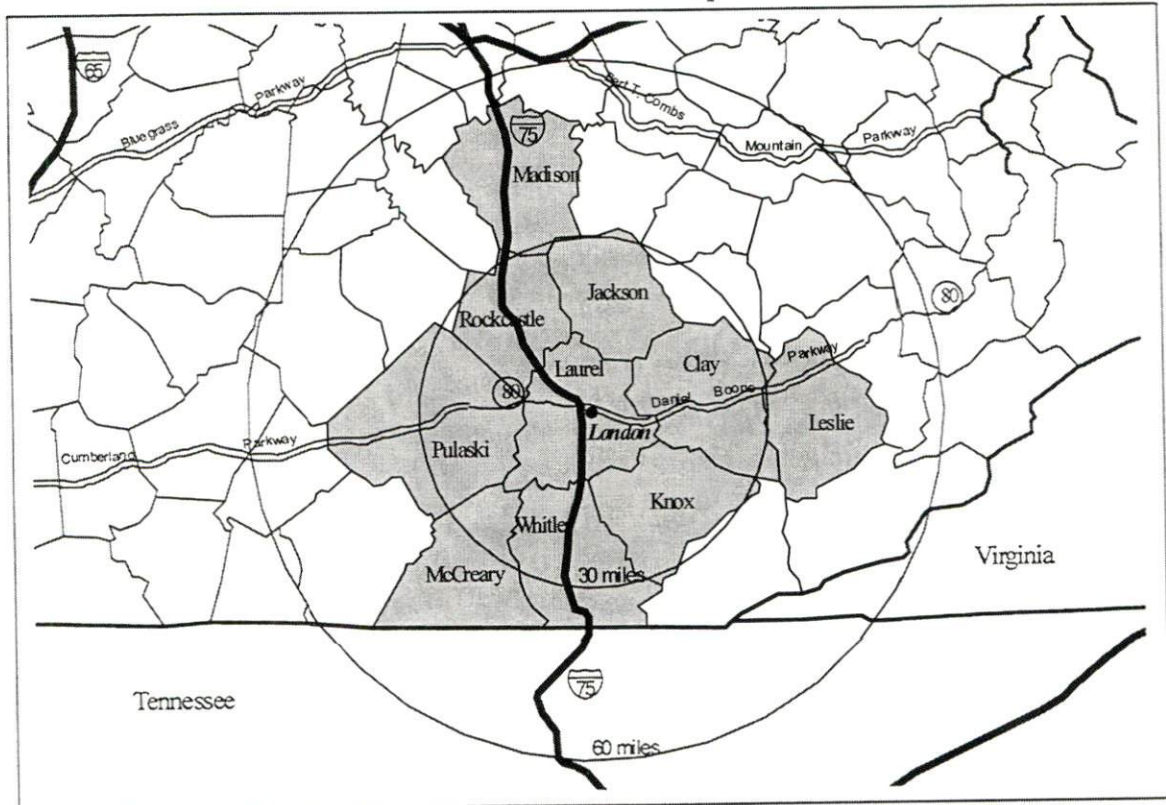 65
Bluegrass
Parkway
75
Bert T. Combs
Mountain
Parkway
Madison
Jackson
80
Rockcastle
Laurel
Clay
Parkway
80
Daniel
Boone
London
Leslie
Parkway
Cumberland
Pulaski
Knox
Whitle
McCreary
30 miles
Virginia
75
Tennessee
60 miles